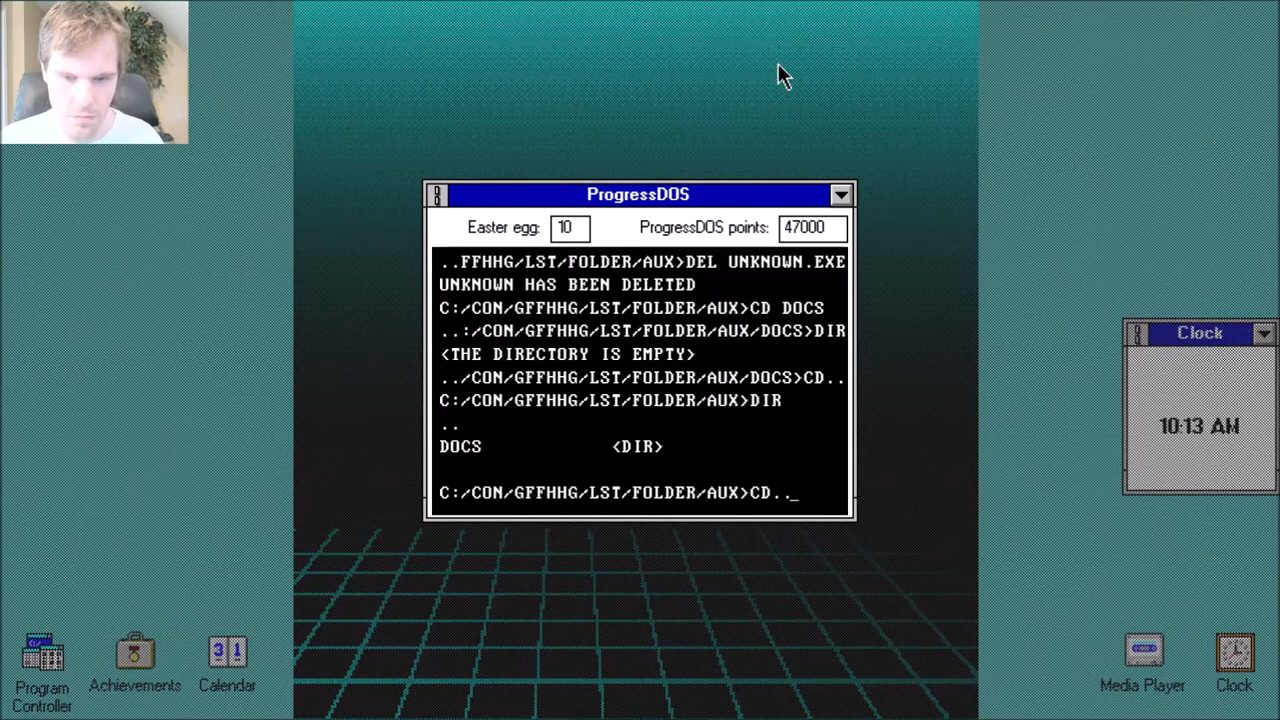 ProgressDOS
Easter egg: 10 ProgressDOS points: 47000
..FFHHG/LST/FOLDER/AUX>DEL UNKNOWN.EXE
UNKNOWN HAS BEEN DELETED
C:/CON/GFFHHG/LST/FOLDER/AUX>CD DOCS
..:/CON/GFFHHG/LST/FOLDER/AUX/DOCS>DIR
<THE DIRECTORY IS EMPTY>
../CON/GFFHHG/LST/FOLDER/AUX/DOCS>CD..
C:/CON/GFFHHG/LST/FOLDER/AUX>DIR
..
DOCS <DIR>
C:/CON/GFFHHG/LST/FOLDER/AUX>CD.._
Clock
10:13 AM
31
Program
Controller
Achievements
Calendar
Media Player
Clock